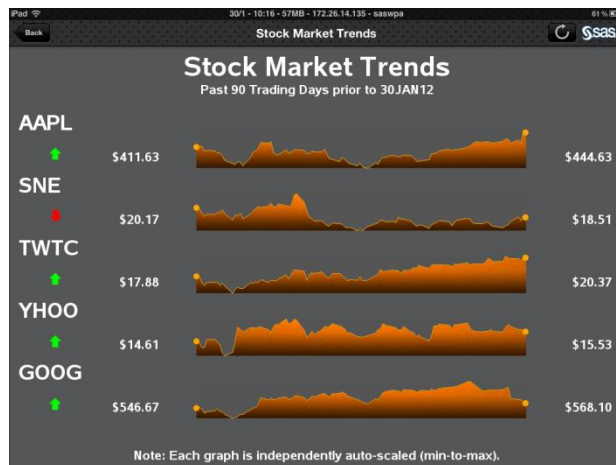 iPad 30/1 - 10:16 - 57MB - 172.26.14.135 - saswpa 61%
Back Stock Market Trends sas
Stock Market Trends
Past 90 Trading Days prior to 30JAN12
AAPL
$411.63 $444.63
SNE
$20.17 $18.51
TWTC
$17.88 $20.37
YHOO
$14.61 $15.53
GOOG
$546.67 $568.10
Note: Each graph is independently auto-scaled (min-to-max).